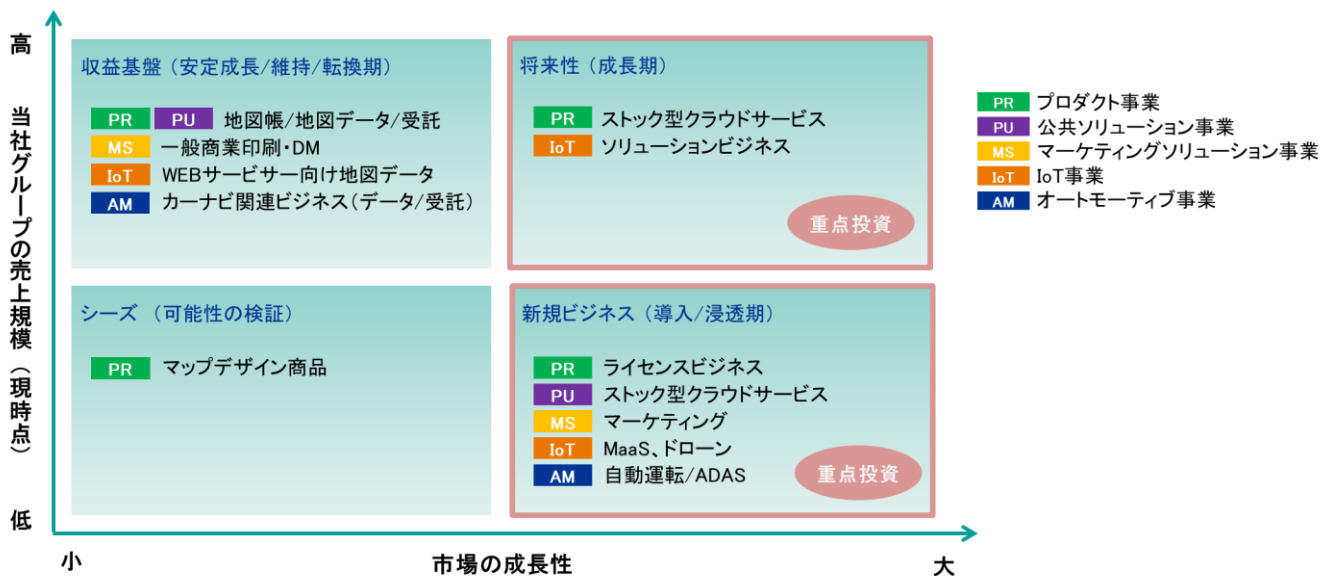 高
当社グループの売上規模（現時点）
低
収益基盤（安定成長/維持/転換期）
PR PU 地図帳/地図データ/受託
MS 一般商業印刷・DM
IoT WEBサービサー向け地図データ
AM カーナビ関連ビジネス（データ/受託）
将来性（成長期）
PR ストック型クラウドサービス
IoT ソリューションビジネス
重点投資
シーズ （可能性の検証）
PR マップデザイン商品
新規ビジネス（導入/浸透期）
PR ライセンスビジネス
PU ストック型クラウドサービス
MS マーケティング
IoT MaaS、ドローン
AM 自動運転/ADAS
重点投資
小
市場の成長性
大
PR プロダクト事業
PU 公共ソリューション事業
MS マーケティングソリューション事業
IoT IoT事業
AM オートモーティブ事業